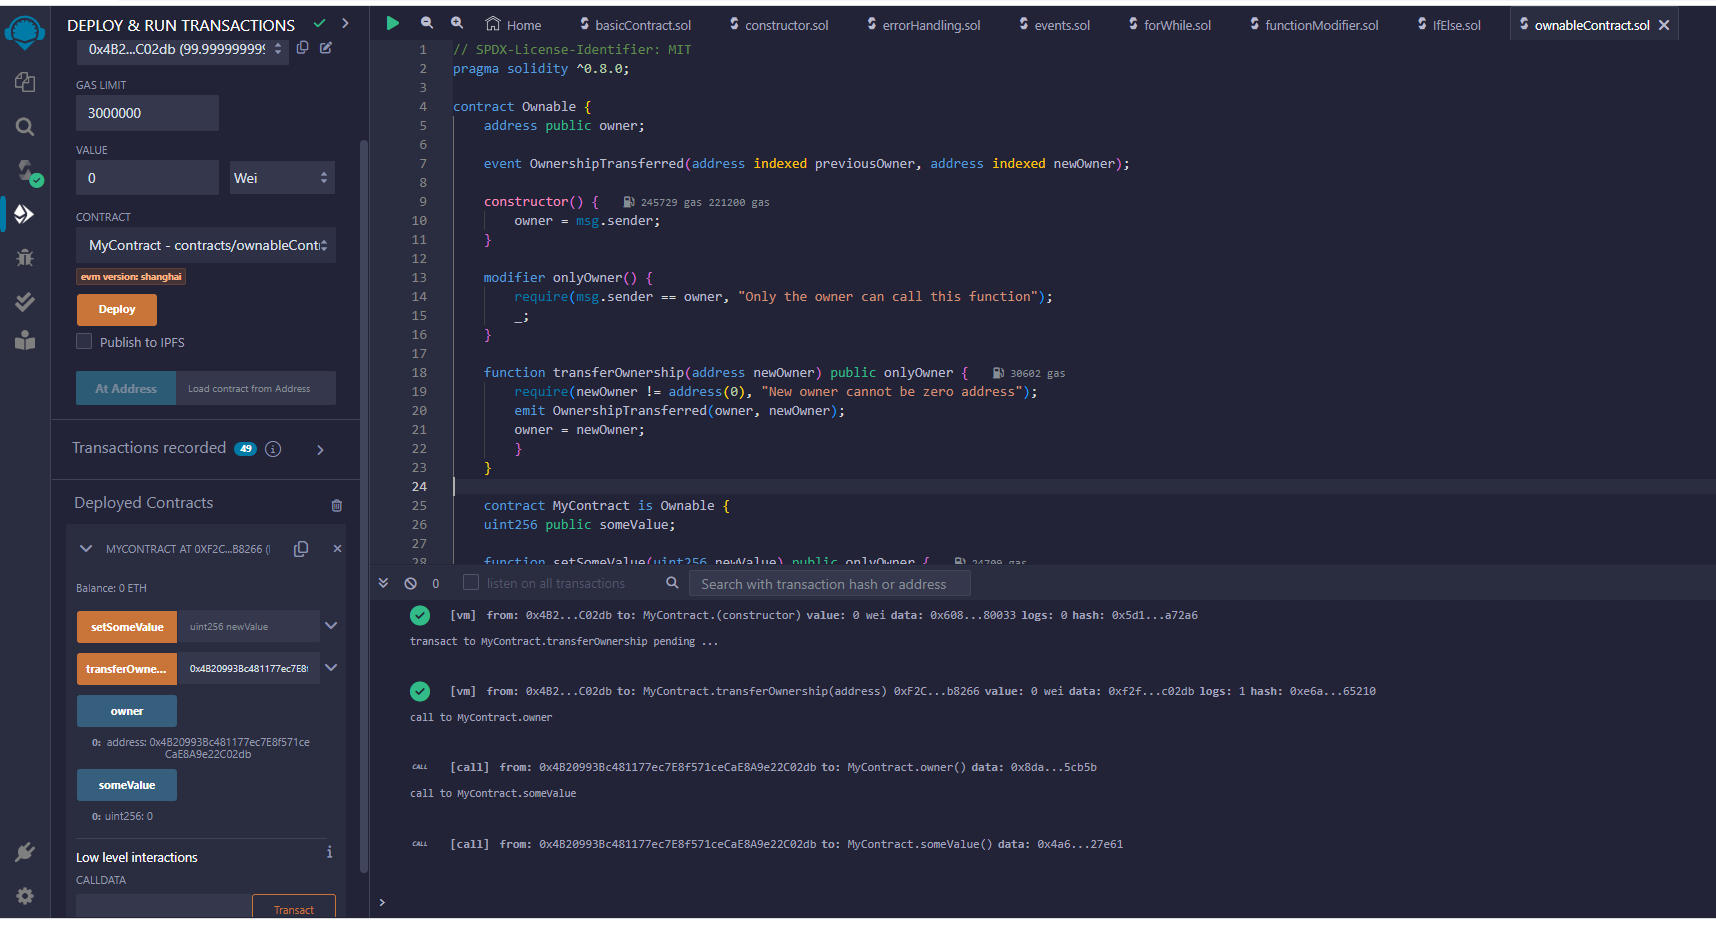 DEPLOY & RUN TRANSACTIONS
0x4B2...C02db (99.9999999999
GAS LIMIT
3000000
VALUE
0
Wei
CONTRACT
MyContract - contracts/ownableContr
evm version: shanghai
Deploy
Publish to IPFS
At Address
Load contract from Address
Transactions recorded 49 i
Deployed Contracts
MYCONTRACT AT 0XF2C...B8266 (
Balance: 0 ETH
setSomeValue
uint256 newValue
transferOwne...
0x4B20993Bc481177ec7E8
owner
0: address: 0x4B20993Bc481177ec7E8f571ce
CaE8A9e22C02db
someValue
0: uint256: 0
Low level interactions
i
CALLDATA
Transact
Home
basicContract.sol
constructor.sol
errorHandling.sol
events.sol
forWhile.sol
functionModifier.sol
IfElse.sol
ownableContract.sol
1 // SPDX-License-Identifier: MIT
2 pragma solidity ^0.8.0;
3
4 contract Ownable {
5 address public owner;
6
7 event OwnershipTransferred(address indexed previousOwner, address indexed newOwner);
8
9 constructor() { 245729 gas 221200 gas
10 owner = msg.sender;
11 }
12
13 modifier onlyOwner() {
14 require(msg.sender == owner, "Only the owner can call this function");
15 _;
16 }
17
18 function transferOwnership(address newOwner) public onlyOwner { 30602 gas
19 require(newOwner != address(0), "New owner cannot be zero address");
20 emit OwnershipTransferred(owner, newOwner);
21 owner = newOwner;
22 }
23 }
24
25 contract MyContract is Ownable {
26 uint256 public someValue;
27
28 function setSomeValue(uint256 newValue) public onlyOwner { 24709 gas
0
listen on all transactions
Search with transaction hash or address
[vm] from: 0x4B2...C02db to: MyContract.(constructor) value: 0 wei data: 0x608...80033 logs: 0 hash: 0x5d1...a72a6
transact to MyContract.transferOwnership pending ...
[vm] from: 0x4B2...C02db to: MyContract.transferOwnership(address) 0xF2C...b8266 value: 0 wei data: 0xf2f...c02db logs: 1 hash: 0xe6a...65210
call to MyContract.owner
CALL [call] from: 0x4B20993Bc481177ec7E8f571ceCaE8A9e22C02db to: MyContract.owner() data: 0x8da...5cb5b
call to MyContract.someValue
CALL [call] from: 0x4B20993Bc481177ec7E8f571ceCaE8A9e22C02db to: MyContract.someValue() data: 0x4a6...27e61
>